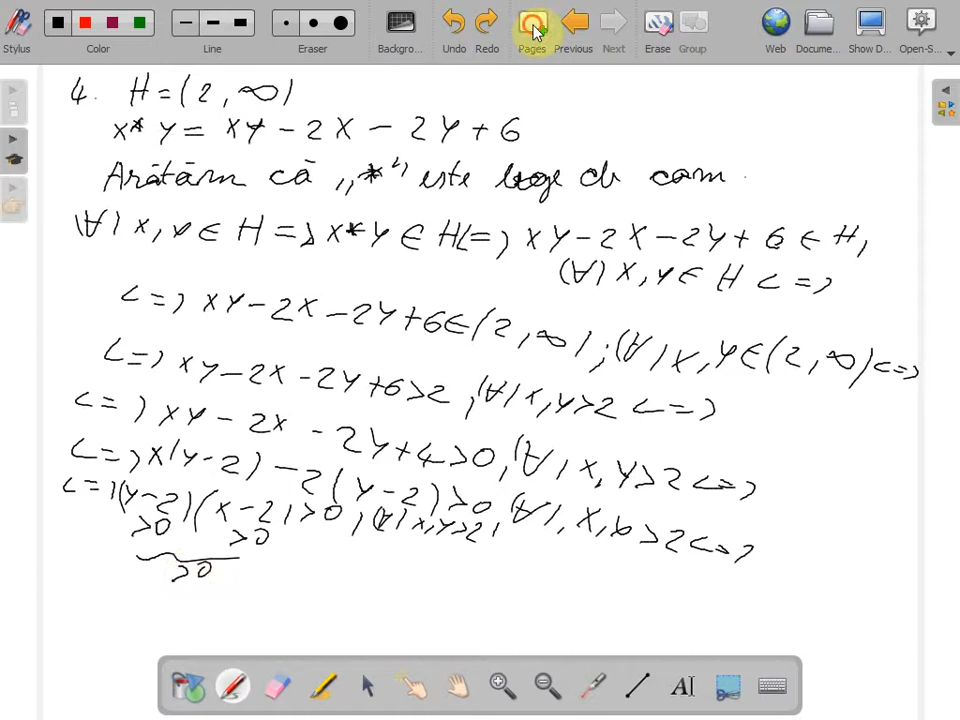 Stylus Color Line Eraser Backgro... Undo Redo Pages Previous Next Erase Group Web Docume... Show D... Open-S...
4. H=(2,∞)
x*y=xy-2x-2y+6
Arătăm că „*” este lege de com.
(∀) x, y∈H => x*y∈H <=> xy-2x-2y+6∈H,
(∀) x, y∈H <=>
<=> xy-2x-2y+6∈(2,∞), (∀) x, y∈(2,∞) <=>
<=> xy-2x-2y+6>2, (∀) x, y>2 <=>
<=> xy-2x-2y+4>0, (∀) x, y>2 <=>
<=> x(y-2)-2(y-2)>0, (∀), x, y>2 <=>
<=> (y-2)(x-2)>0, (∀) x, y>2,
>0 >0
>0
AI